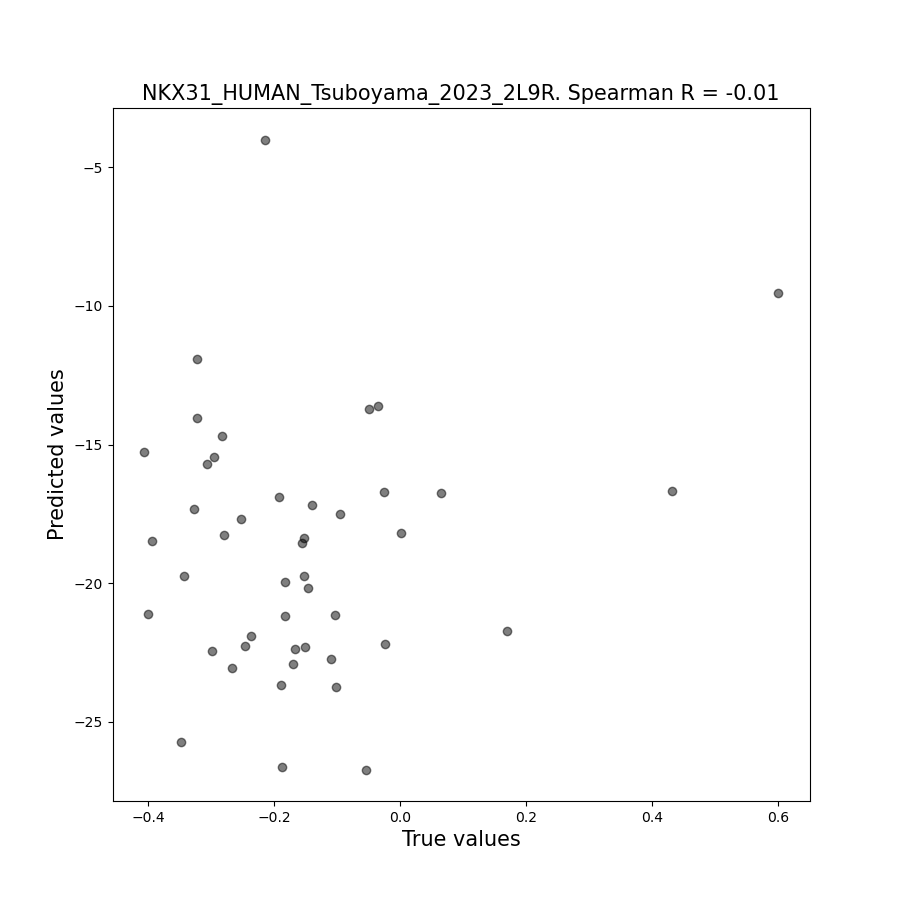 NKX31_HUMAN_Tsuboyama_2023_2L9R. Spearman R = -0.01
−5
−10
−15
−20
−25
Predicted values
−0.4 −0.2 0.0 0.2 0.4 0.6
True values